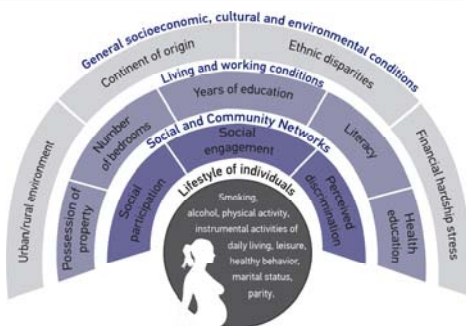 General socioeconomic, cultural and environmental conditions
Urban/rural environment
Continent of origin
Ethnic disparities
Financial hardship stress
Living and working conditions
Possession of
property
Number
of bedrooms
Years of education
Literacy
Health
education
Social and Community Networks
Social
participation
Social
engagement
Perceived
discrimination
Lifestyle of individuals
Smoking,
alcohol, physical activity,
instrumental activities of
daily living, leisure,
healthy behavior,
marital status,
parity.